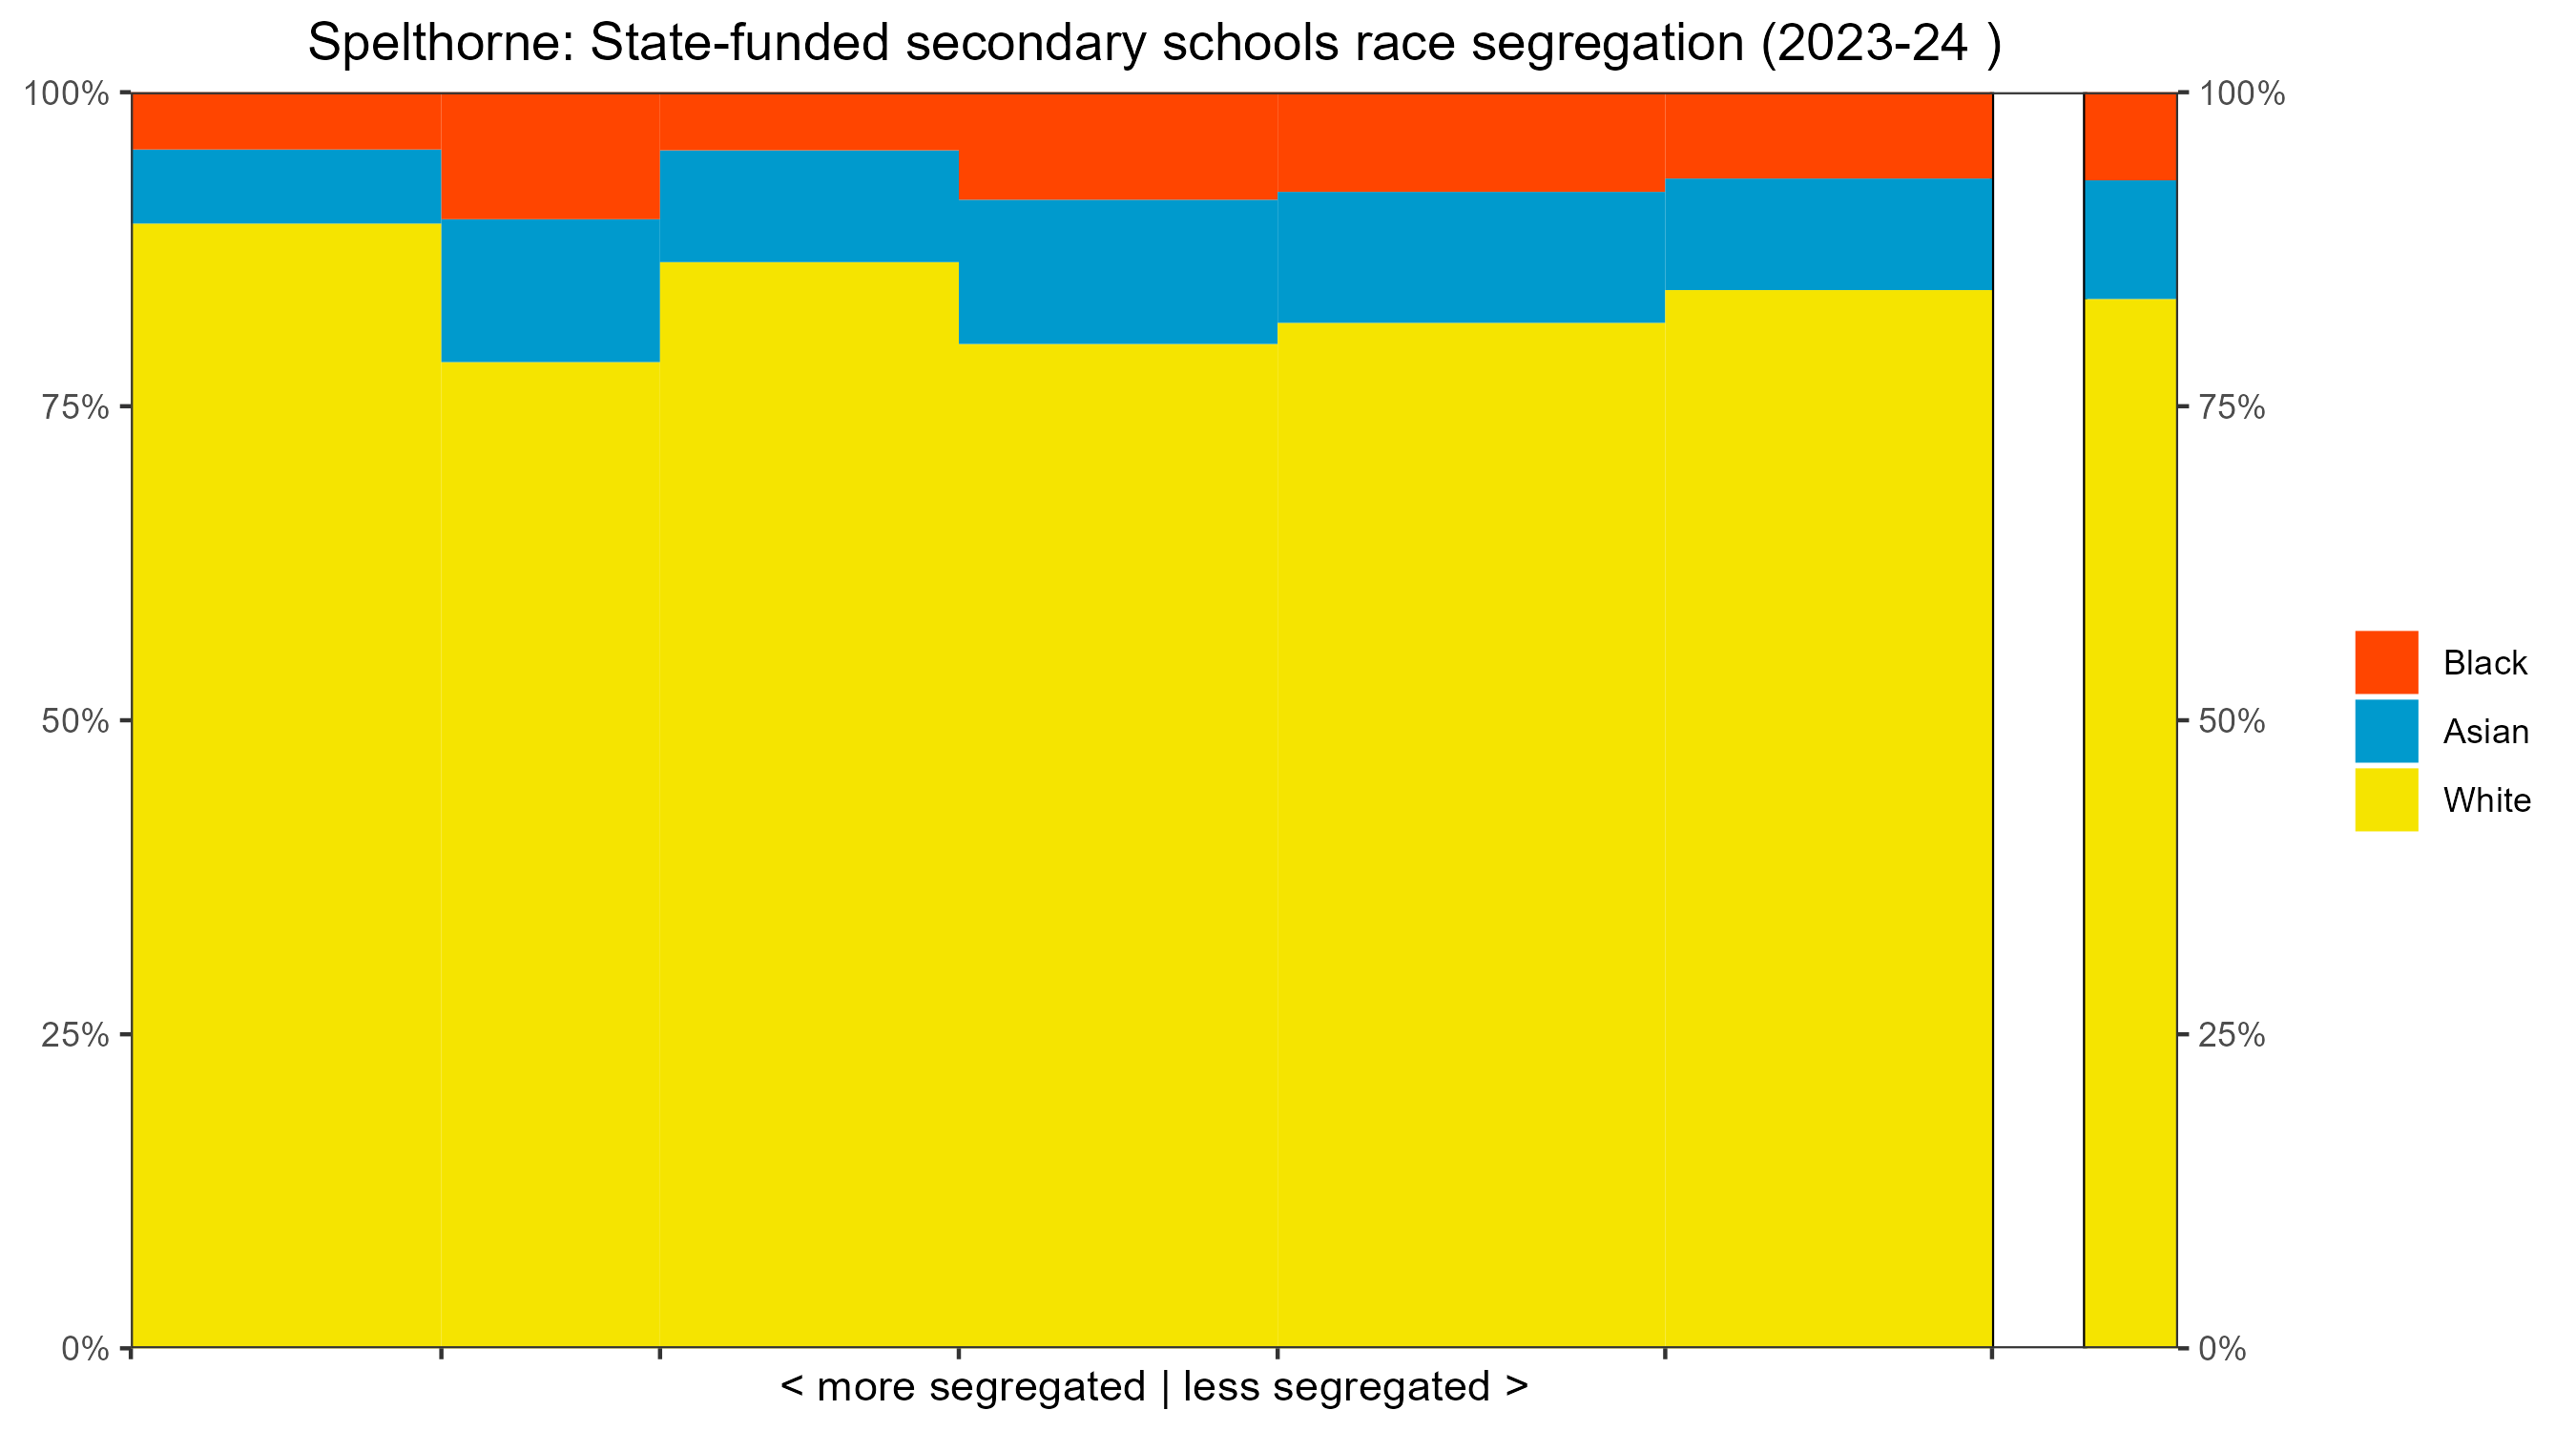 Spelthorne: State-funded secondary schools race segregation (2023-24 )
100%
75%
50%
25%
0%
100%
75%
50%
25%
0%
Black
Asian
White
< more segregated | less segregated >